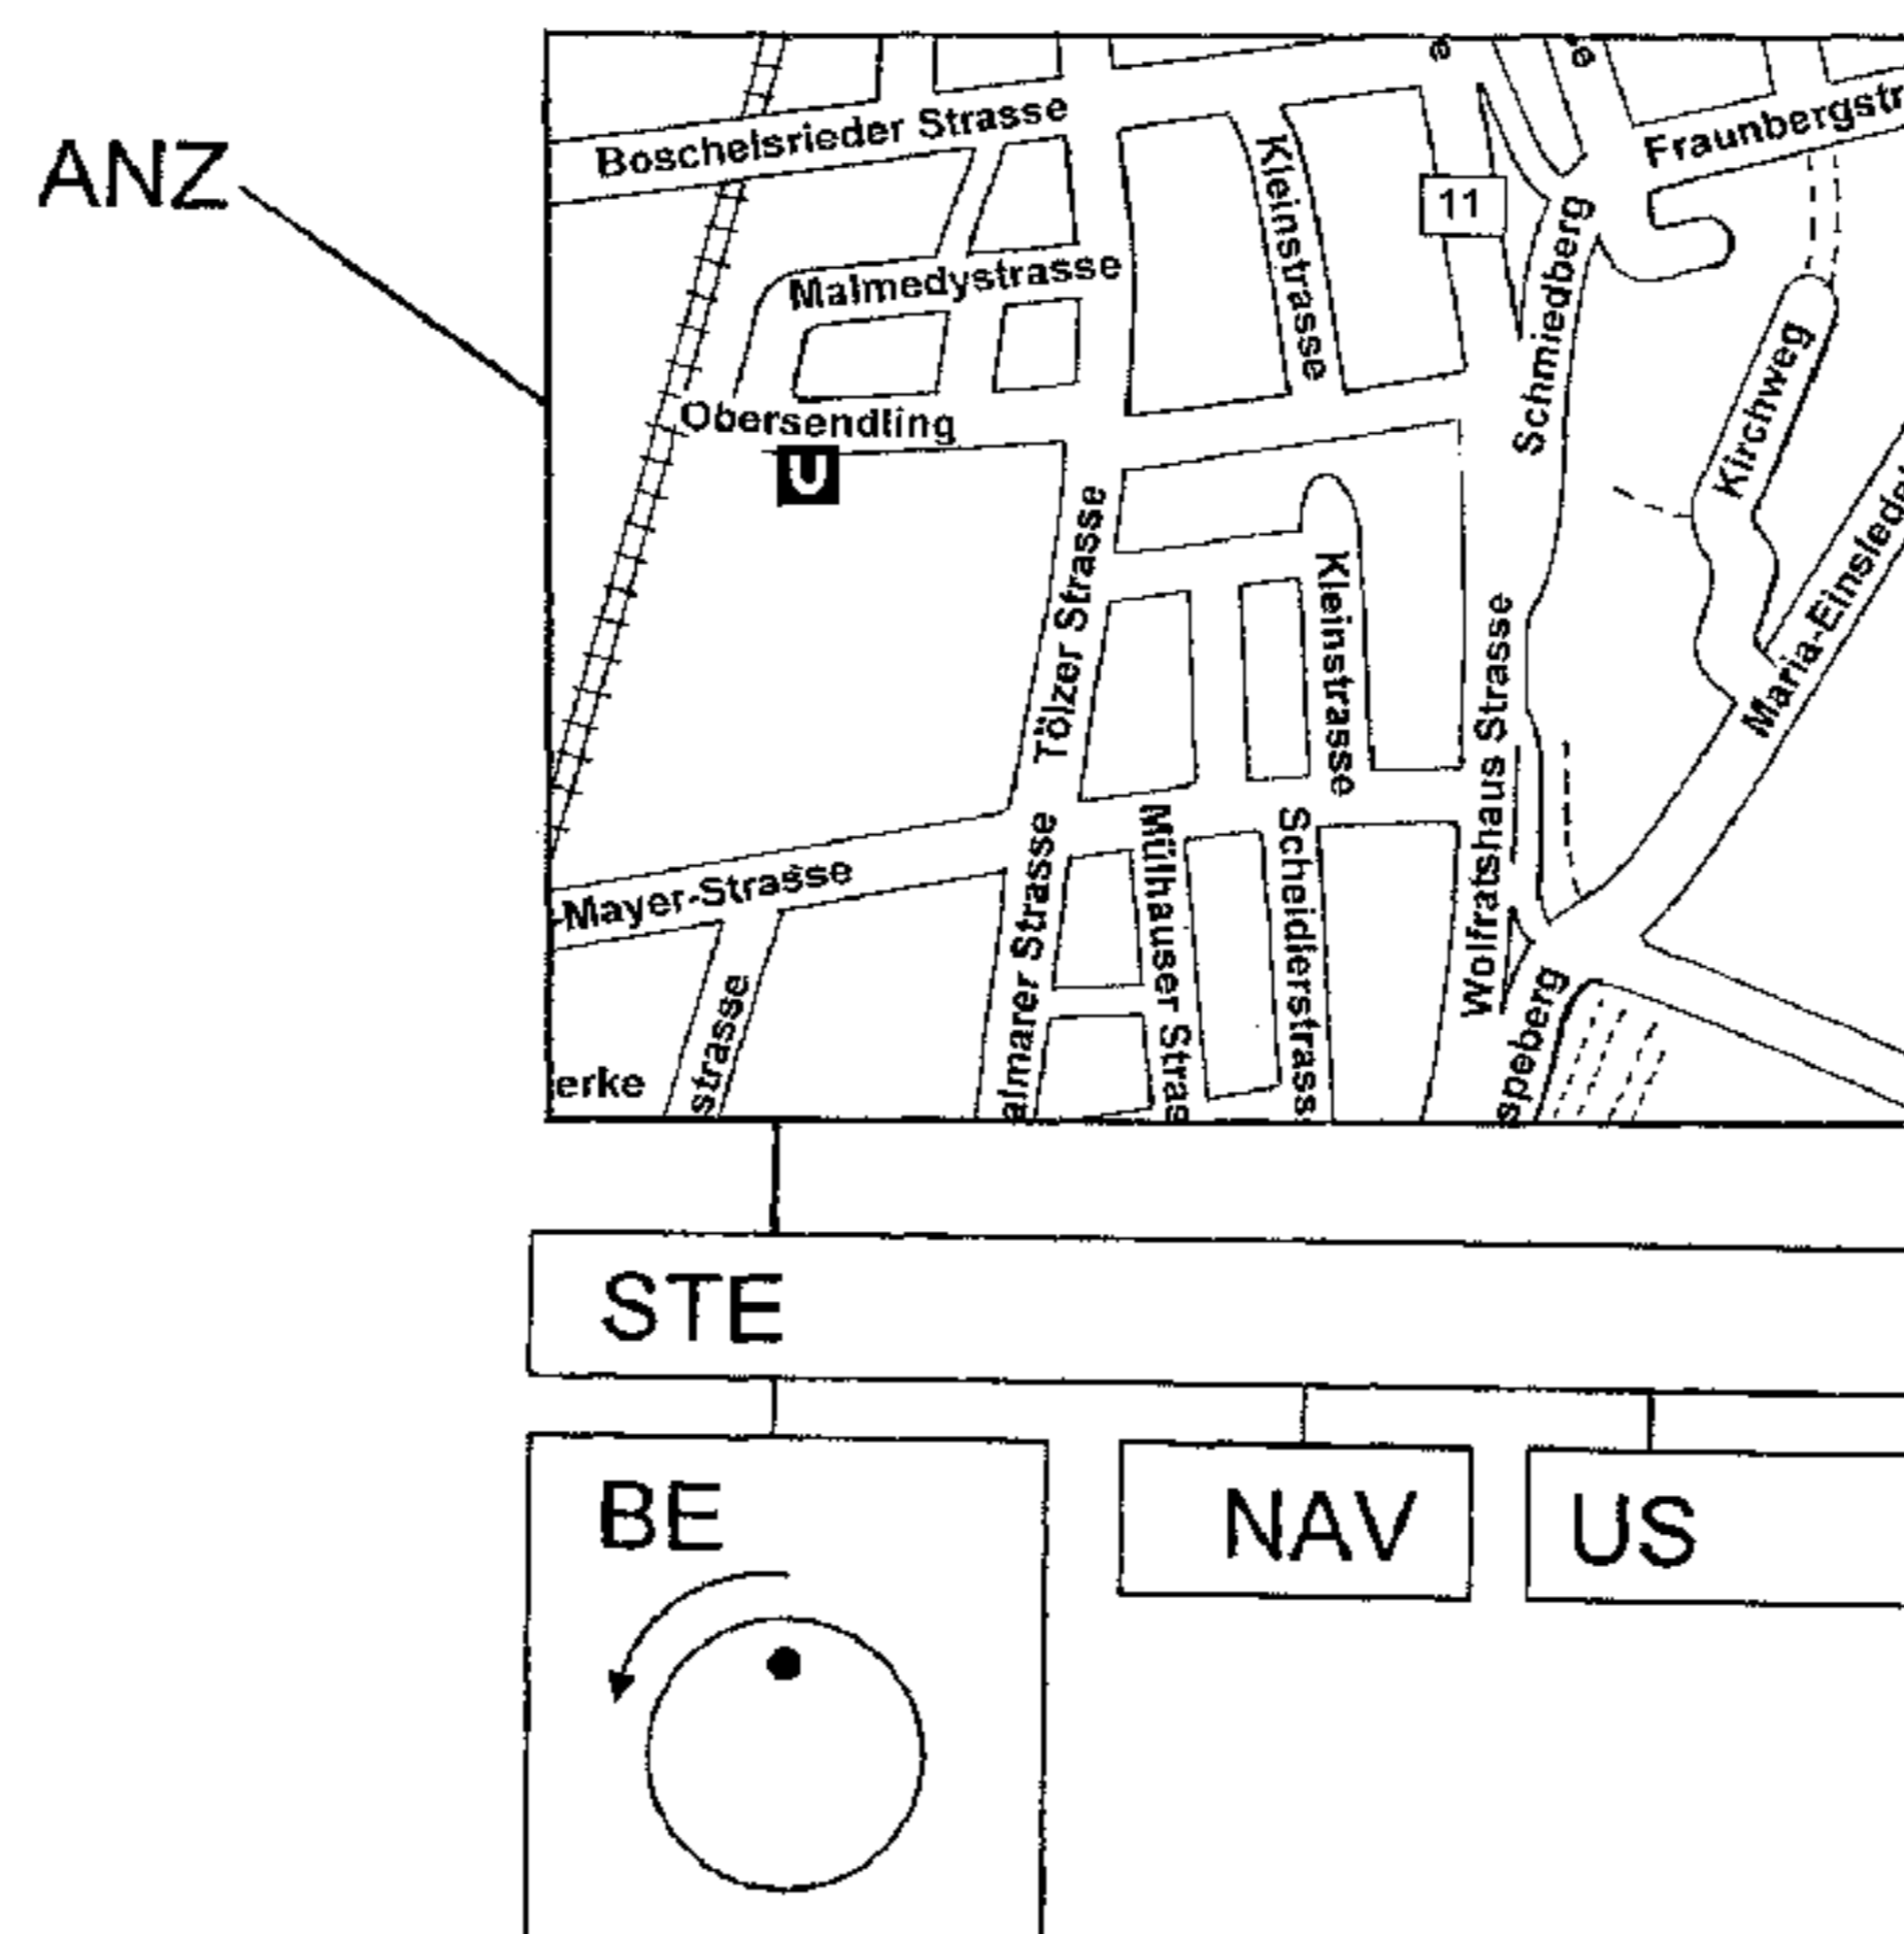 ANZ
e
e
Boschelsrieder Strasse
Fraunbergstr
Kleinstrasse
11
Schmiedberg
Malmedystrasse
Kirchweg
Obersendling
U
Tölzer Strasse
Kleinstrasse
Wolfratshaus Strasse
Maria-Einsiedel
-Mayer-Strasse
almarer Strasse
Mülhauser Stras
Scheidlerstrass
strasse
speberg
erke
STE
BE
NAV
US